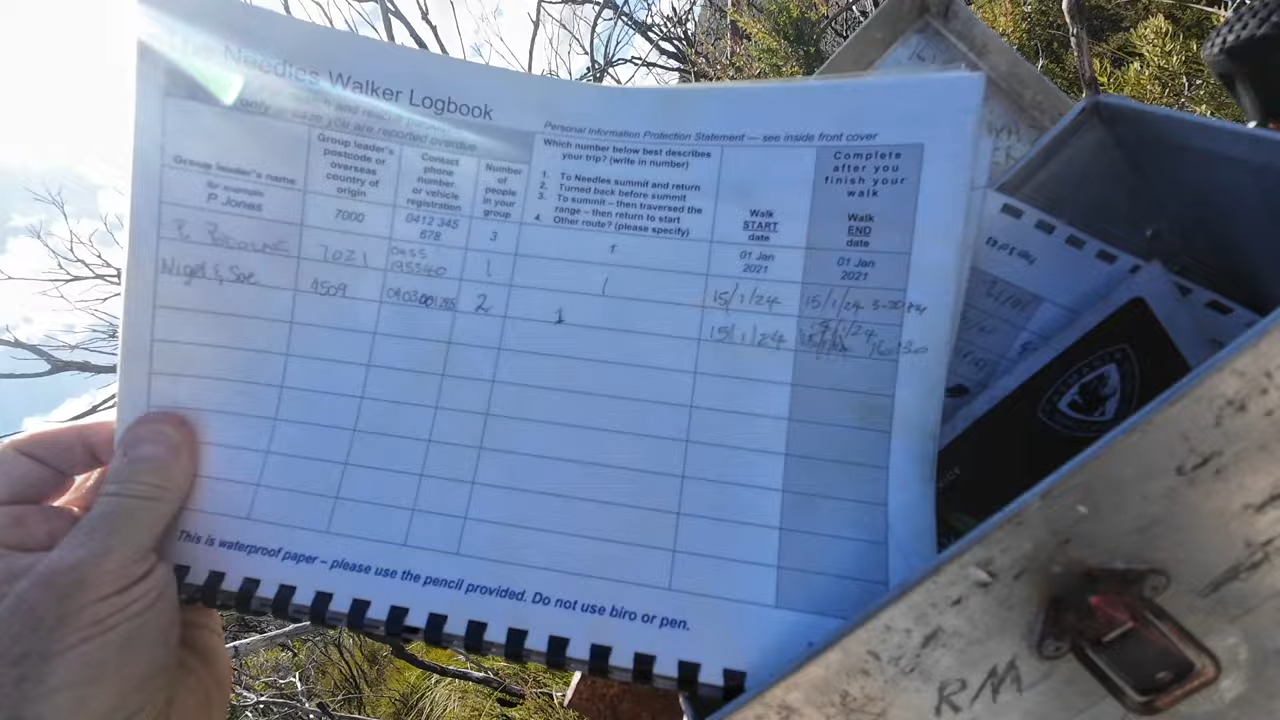 Needles Walker Logbook
Personal Information Protection Statement — see inside front cover
only
you are reported overdue
Group leader's name
for example
P Jones
Group leader's postcode or overseas country of origin
Contact phone number, or vehicle registration
Number of people in your group
Which number below best describes your trip? (write in number)
1. To Needles summit and return
2. Turned back before summit
3. To summit – then traversed the range – then return to start
4. Other route? (please specify)
Walk START date
Complete after you finish your walk
Walk END date
7000
0412 345 678
3
1
01 Jan 2021
01 Jan 2021
7021
1
1
15/1/24
15/1/24
Nigel & Sue
4509
2
1
15/1/24
This is waterproof paper – please use the pencil provided. Do not use biro or pen.
RM